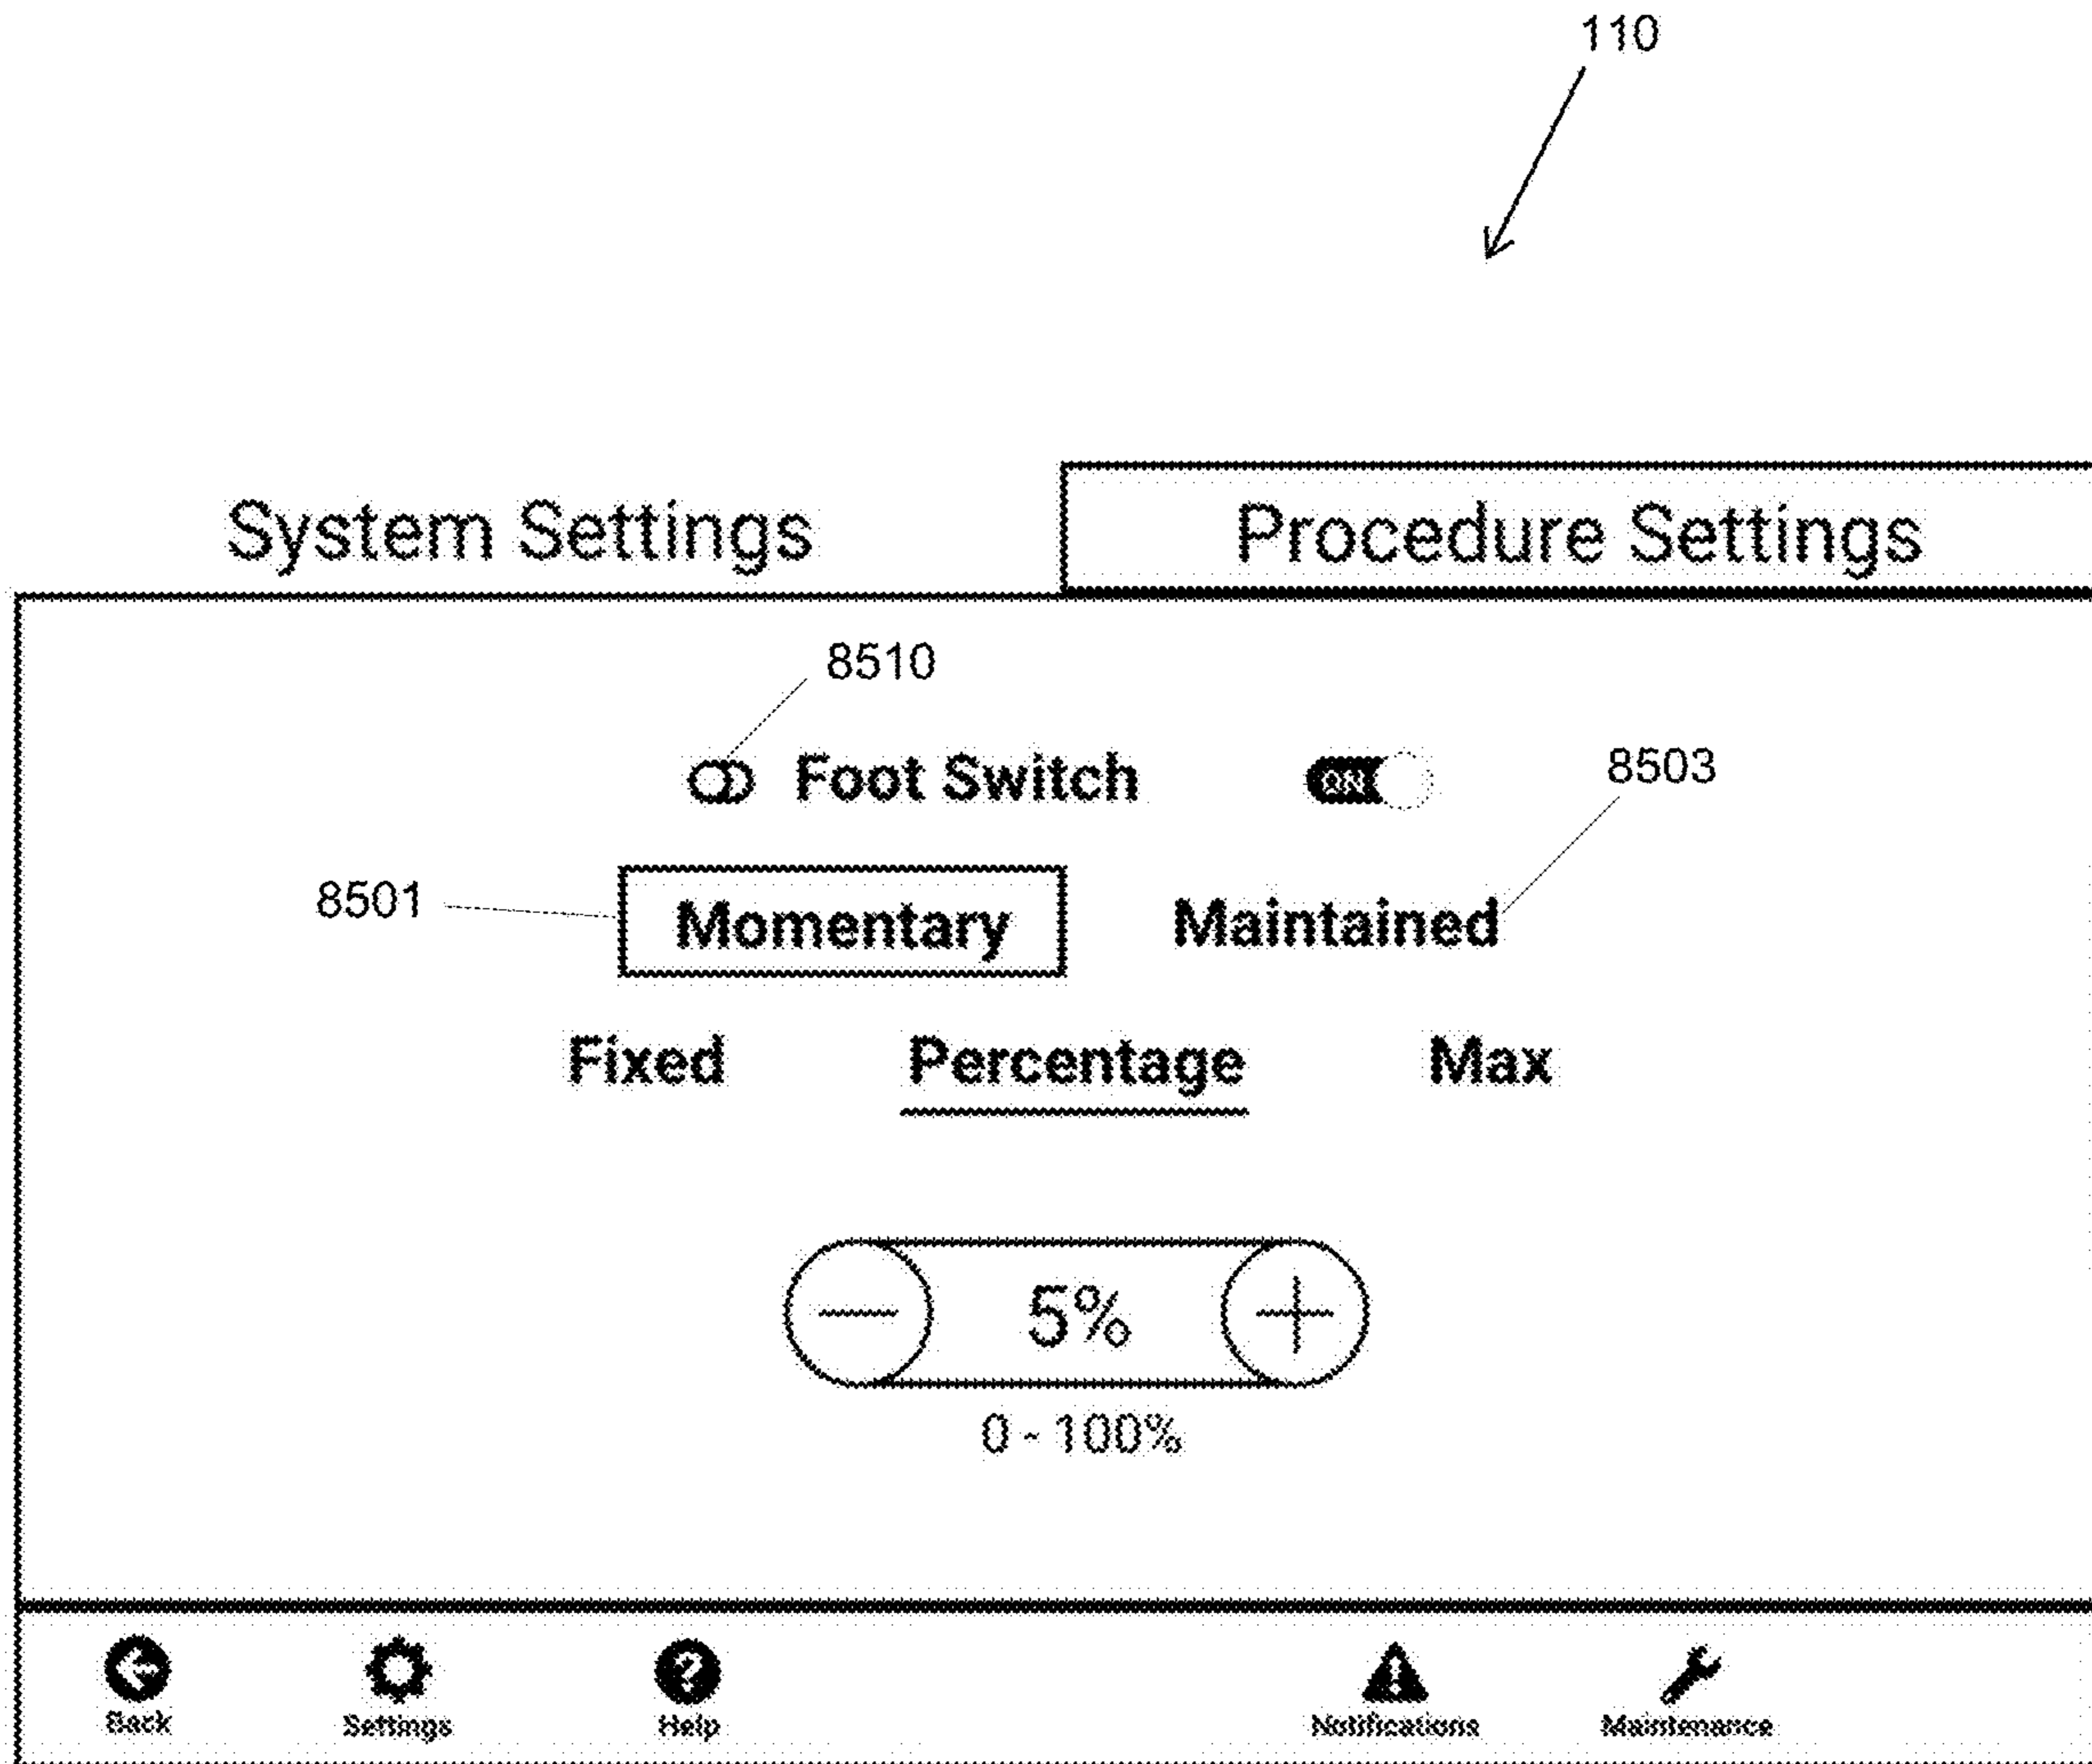 110
System Settings Procedure Settings
8510
Foot Switch ON
8503
8501
Momentary Maintained
Fixed Percentage Max
5%
0 - 100%
Back Settings Help Notifications Maintenance